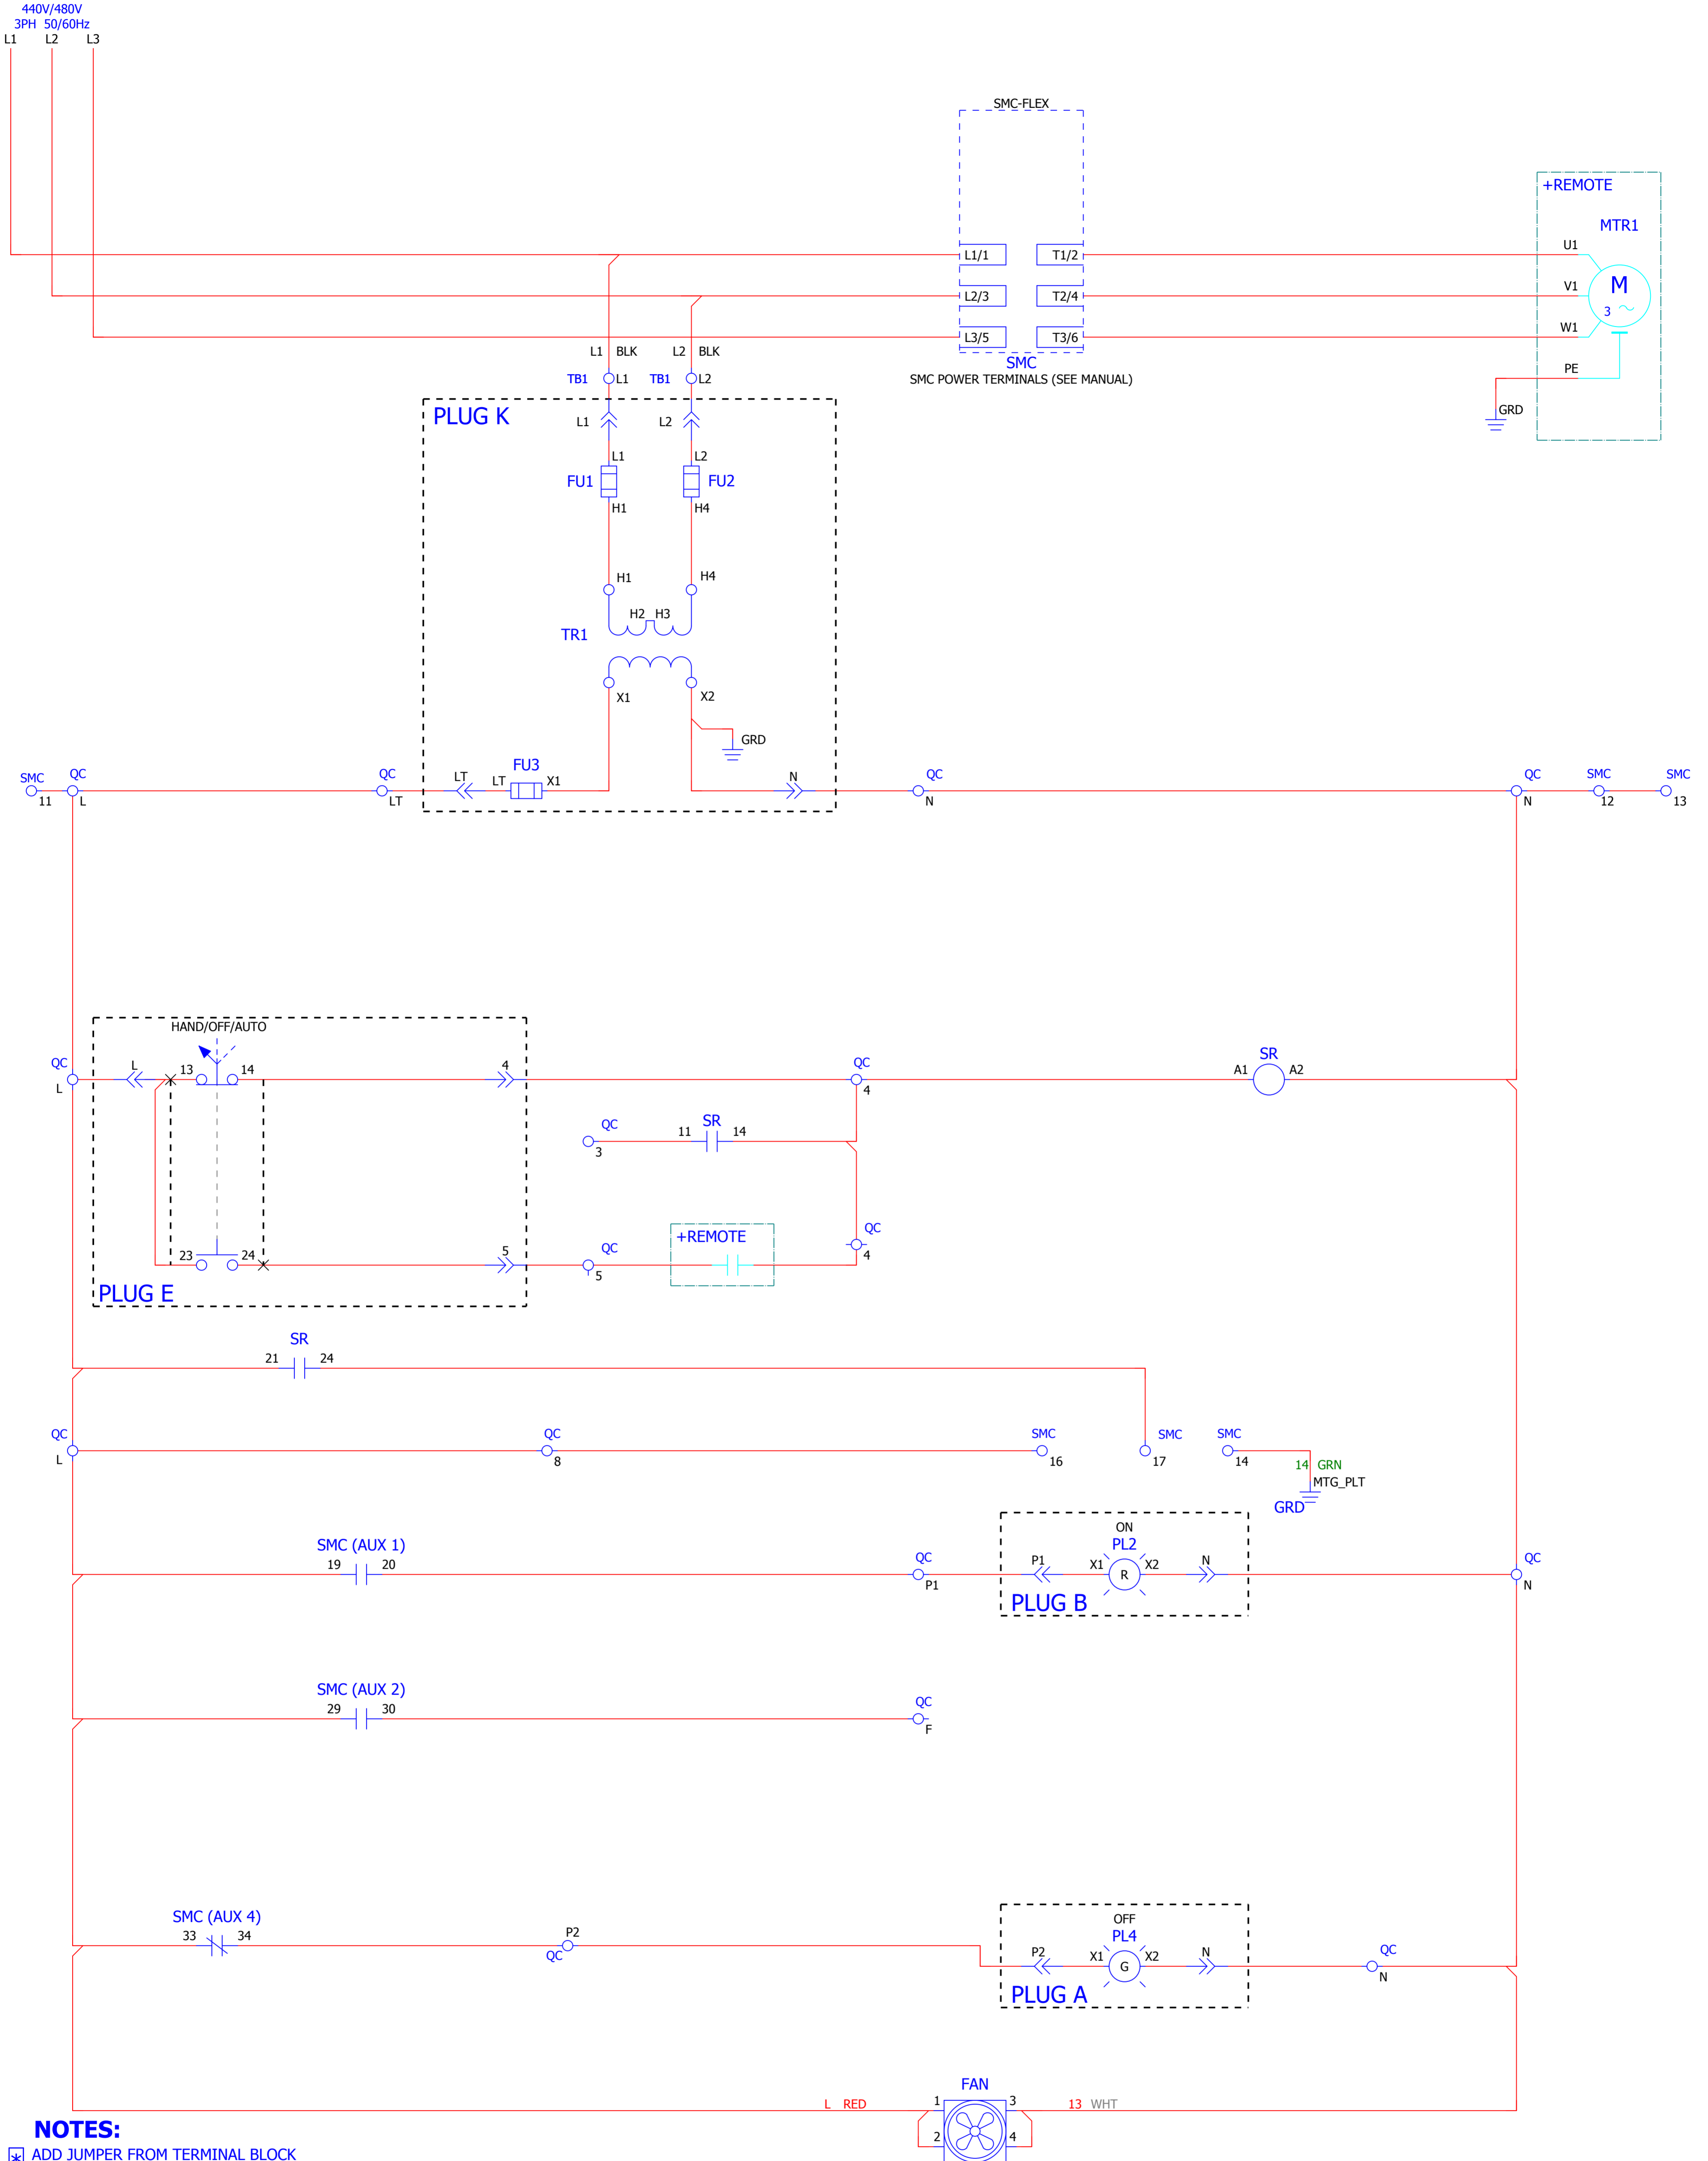 440V/480V
3PH 50/60Hz
L1 L2 L3
SMC-FLEX
+REMOTE
MTR1
L1/1 T1/2 U1
L2/3 T2/4 V1
M
3
L3/5 T3/6 W1
SMC
SMC POWER TERMINALS (SEE MANUAL)
PE
GRD
L1 BLK L2 BLK
TB1 L1 TB1 L2
PLUG K
L1 L2
L1 L2
FU1 FU2
H1 H4
H1 H4
H2 H3
TR1
X1 X2
GRD
FU3
SMC QC QC LT LT X1 N QC QC SMC SMC
11 L LT N N 12 13
HAND/OFF/AUTO
QC L 13 14 4 QC SR
L 4 A1 A2
QC SR
3 11 14
+REMOTE QC
4
23 24 5 QC
5
PLUG E
SR
21 24
QC QC SMC SMC SMC
L 8 16 17 14
14 GRN
MTG_PLT
GRD
ON
SMC (AUX 1) PL2
19 20 QC P1 X1 R X2 N QC
P1 N
PLUG B
SMC (AUX 2)
29 30 QC
F
OFF
SMC (AUX 4) PL4
33 34 P2
QC
P2 X1 G X2 N QC
N
PLUG A
FAN
L RED 1 3 13 WHT
2 4
NOTES:
* ADD JUMPER FROM TERMINAL BLOCK